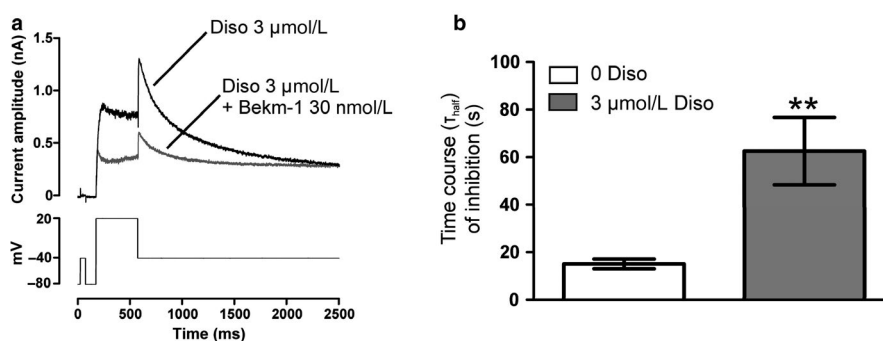 a
Current amplitude (nA)
1.5
1.0
0.5
0
Diso 3 µmol/L
Diso 3 µmol/L
+ Bekm-1 30 nmol/L
mV
20
−40
−80
0
500
1000
1500
2000
2500
Time (ms)
b
Time course (τhalf)
of inhibition (s)
100
80
60
40
20
0
0 Diso
3 µmol/L Diso
**